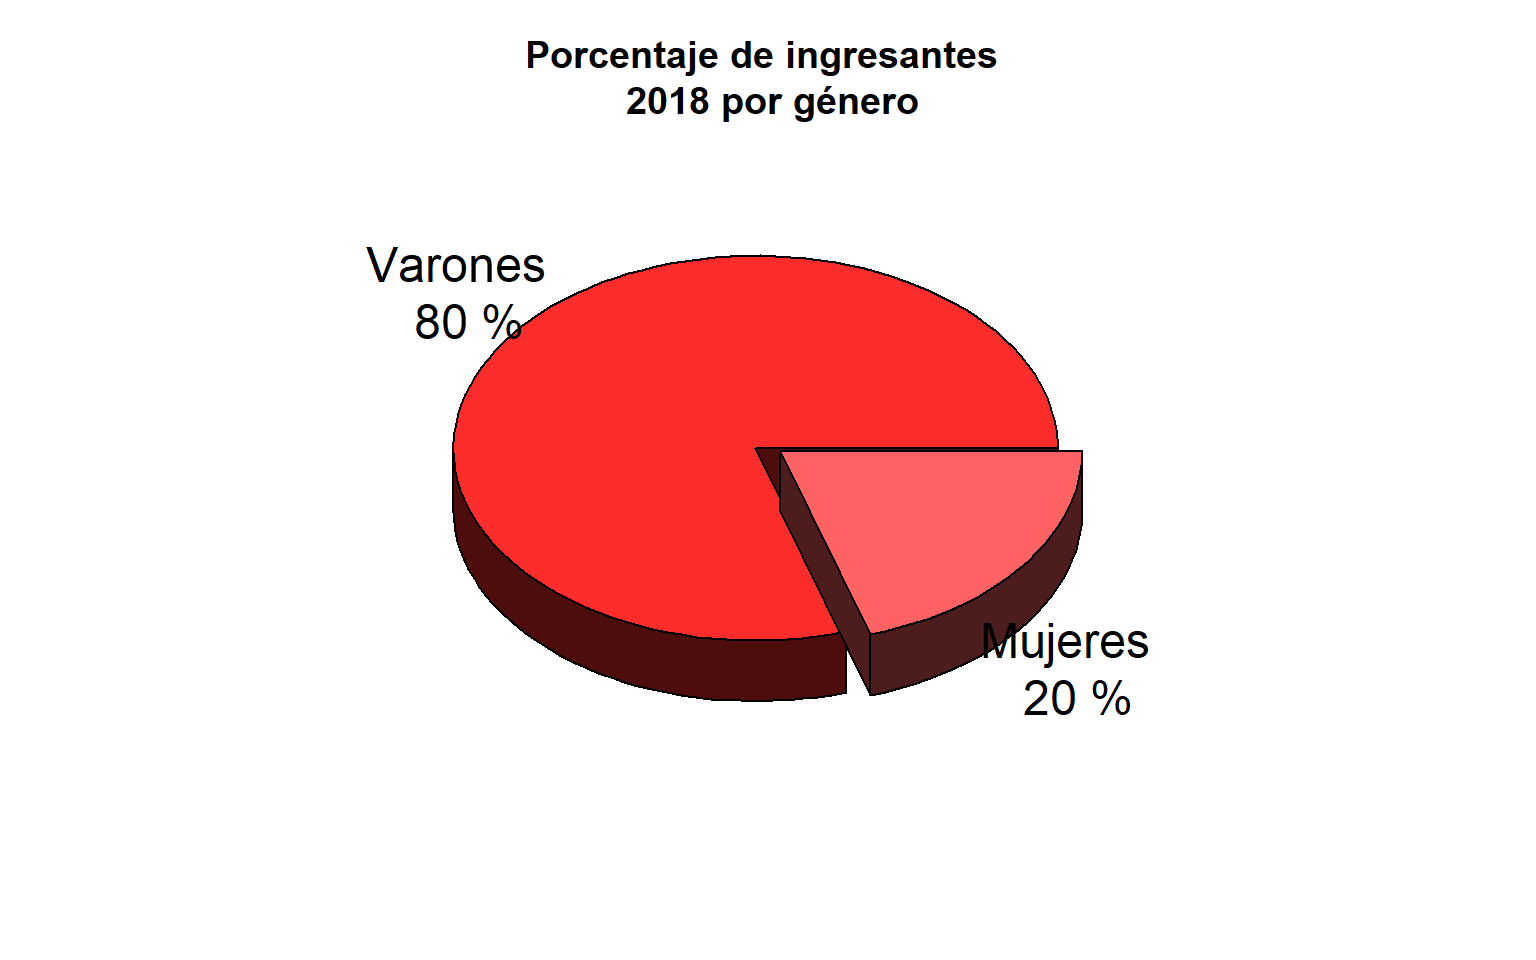 Porcentaje de ingresantes
2018 por género
Varones
80 %
Mujeres
20 %